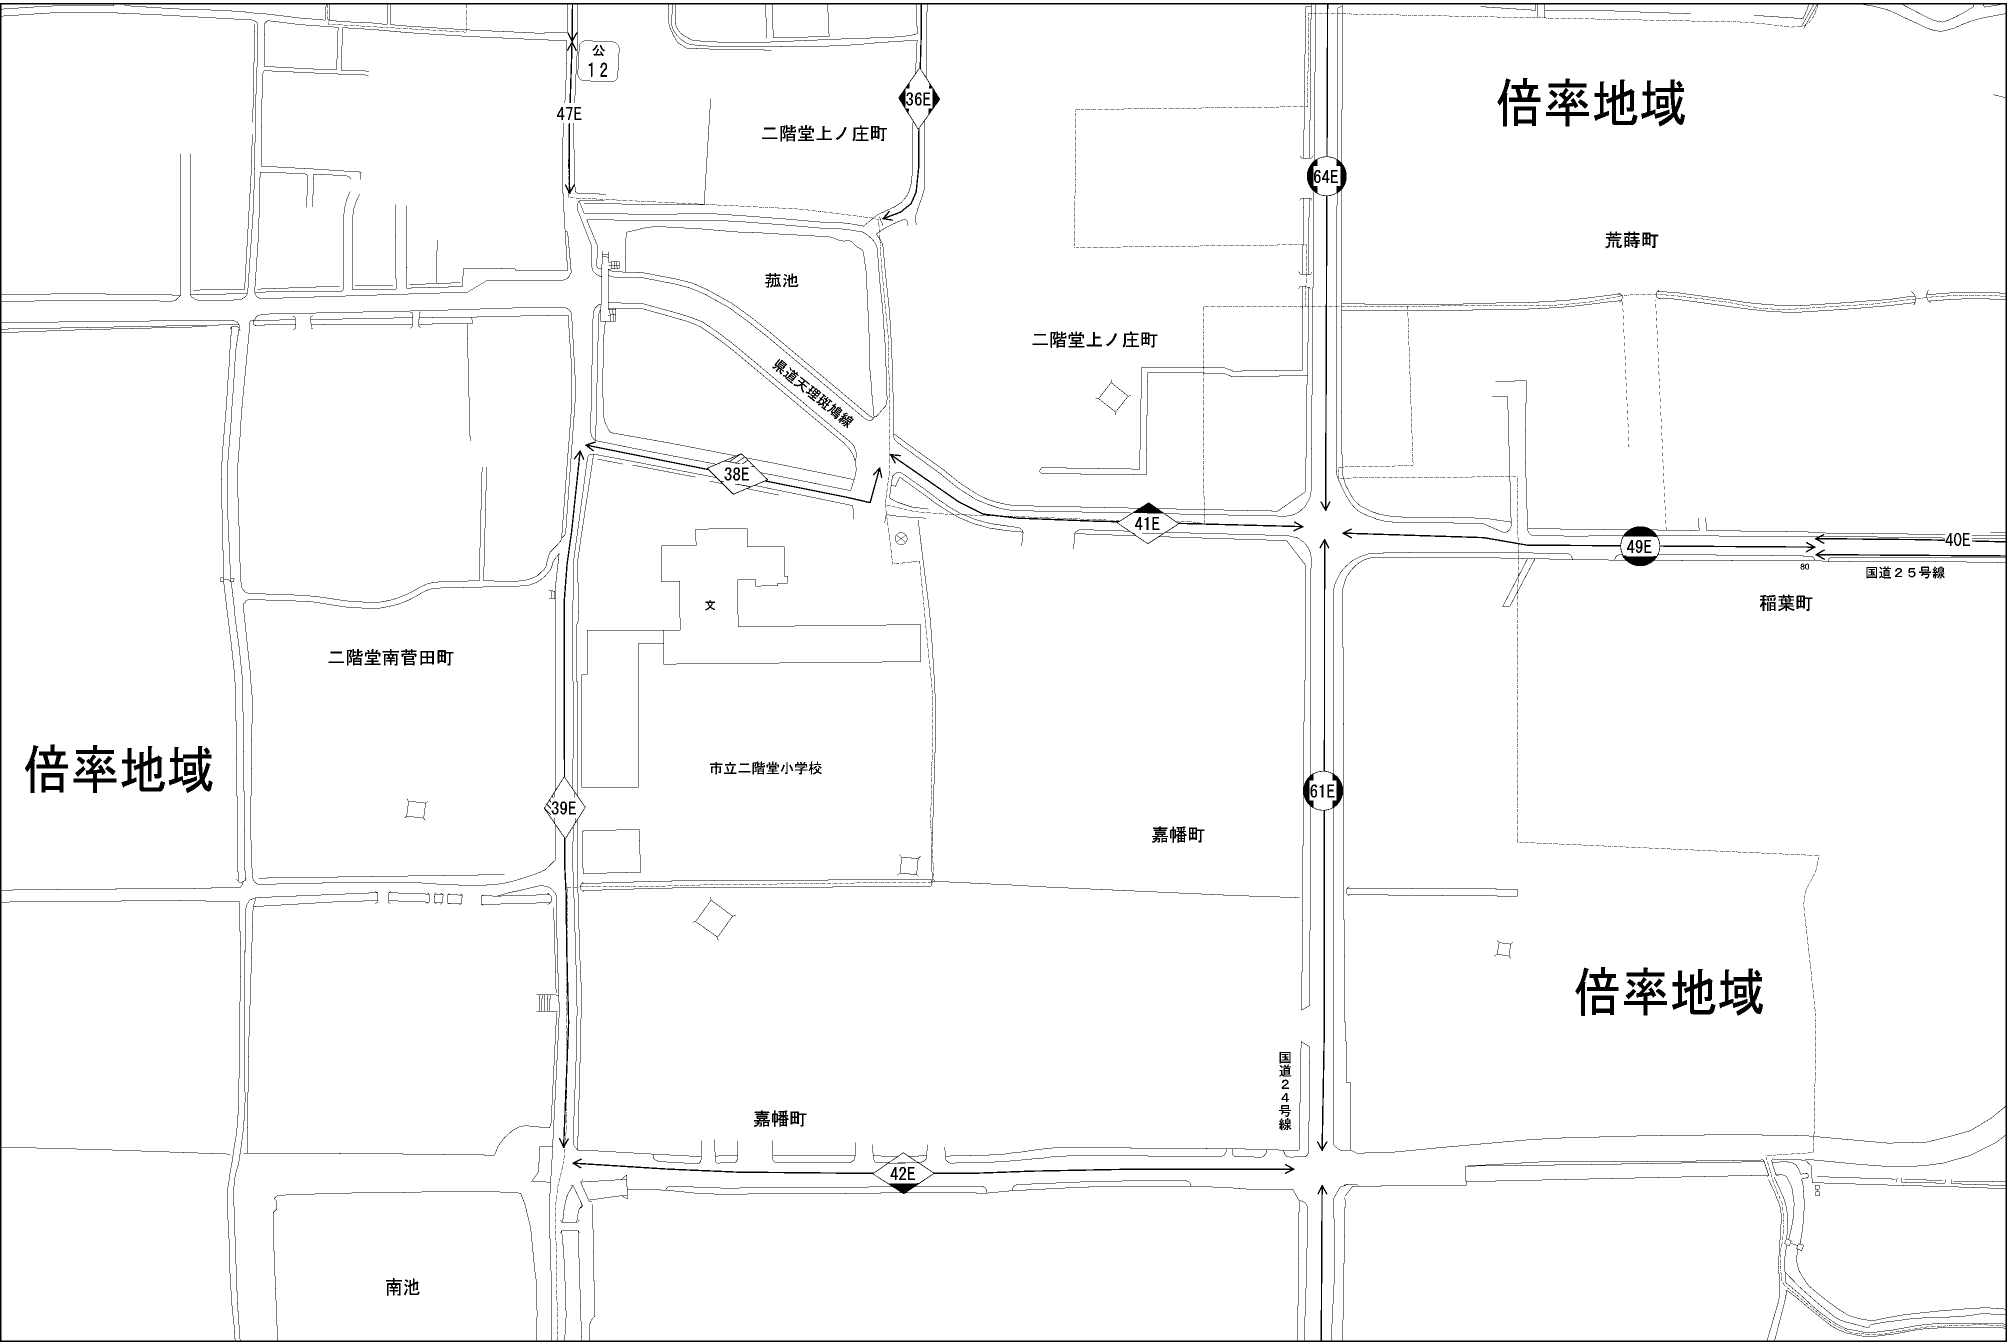 公
12
倍率地域
36E
47E
二階堂上ノ庄町
64E
荒蒔町
菰池
二階堂上ノ庄町
県道天理斑鳩線
38E
41E
49E
40E
80
国道25号線
文
稲葉町
二階堂南菅田町
倍率地域
市立二階堂小学校
61E
39E
嘉幡町
倍率地域
国道24号線
嘉幡町
42E
南池